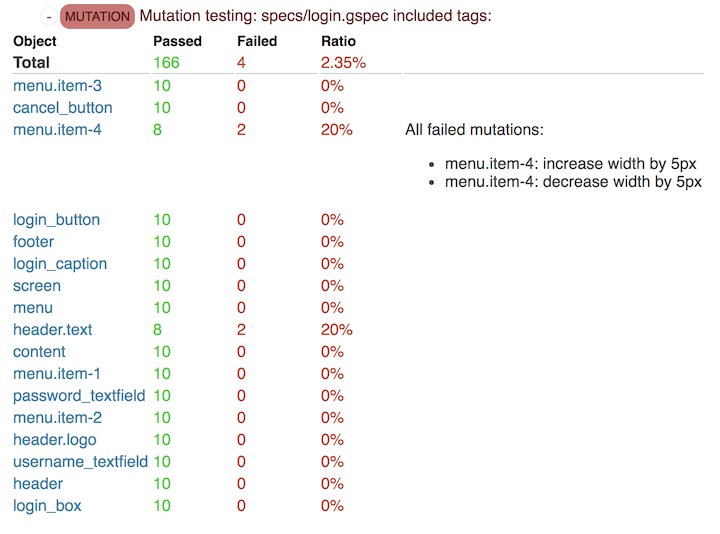 - MUTATION Mutation testing: specs/login.gspec included tags:
Object Passed Failed Ratio
Total 166 4 2.35%
menu.item-3 10 0 0%
cancel_button 10 0 0%
menu.item-4 8 2 20% All failed mutations:
• menu.item-4: increase width by 5px
• menu.item-4: decrease width by 5px
login_button 10 0 0%
footer 10 0 0%
login_caption 10 0 0%
screen 10 0 0%
menu 10 0 0%
header.text 8 2 20%
content 10 0 0%
menu.item-1 10 0 0%
password_textfield 10 0 0%
menu.item-2 10 0 0%
header.logo 10 0 0%
username_textfield 10 0 0%
header 10 0 0%
login_box 10 0 0%